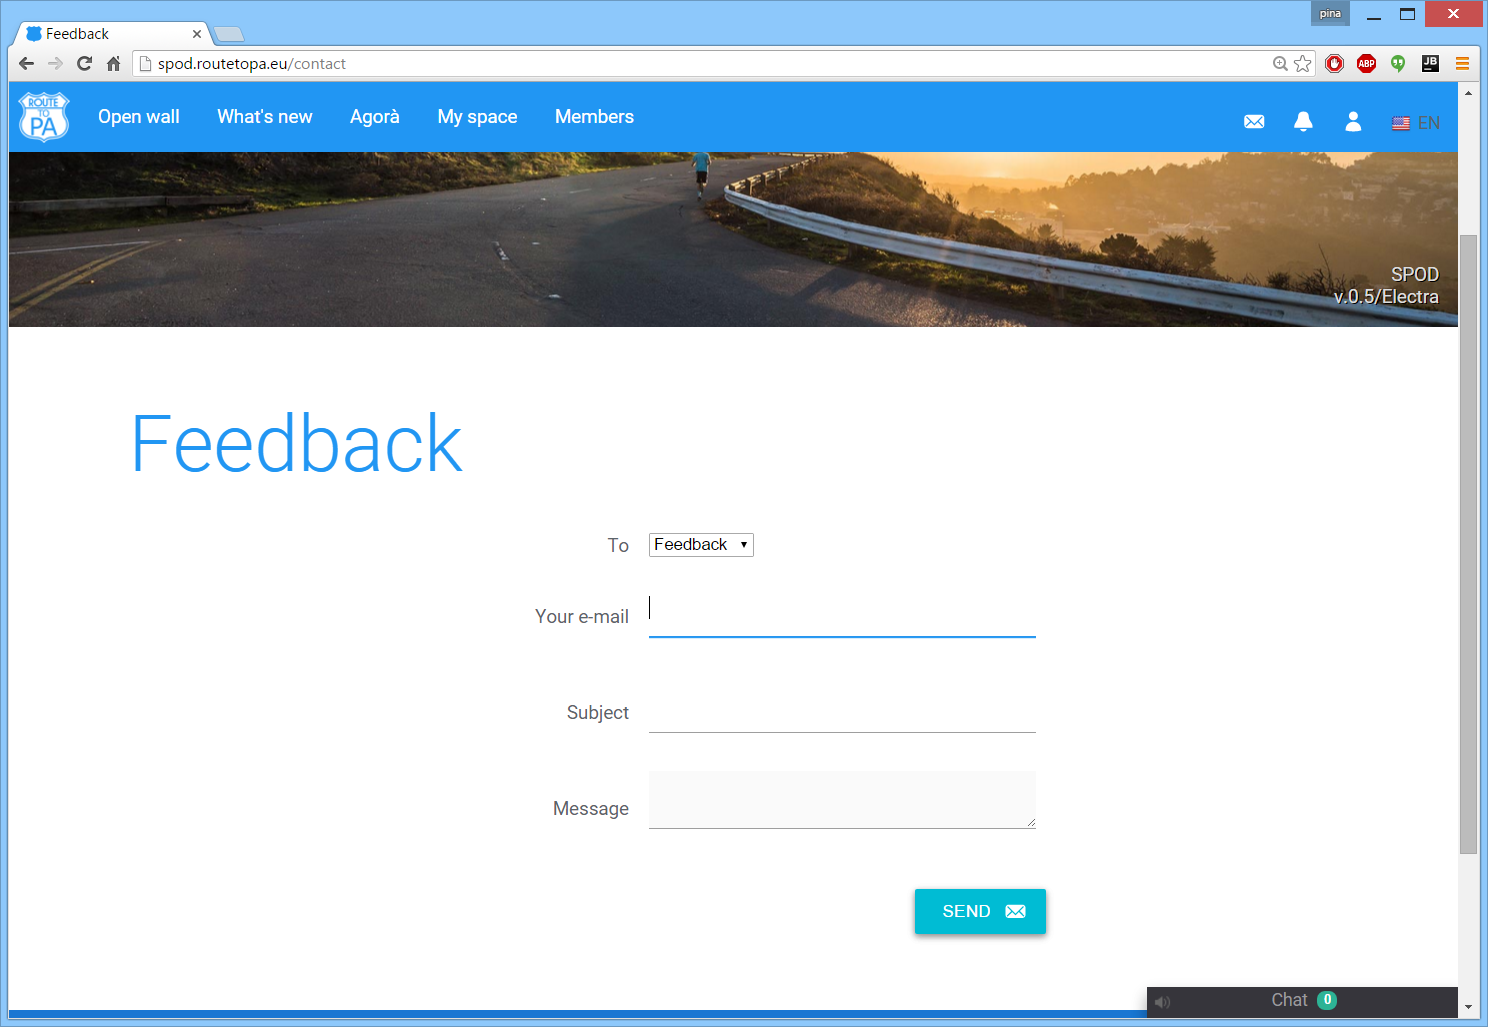 pina
Feedback
spod.routetopa.eu/contact
ABP
JB
ROUTE
TO
PA
Open wall
What's new
Agorà
My space
Members
EN
SPOD
v.0.5/Electra
Feedback
To
Feedback
Your e-mail
Subject
Message
SEND
Chat 0